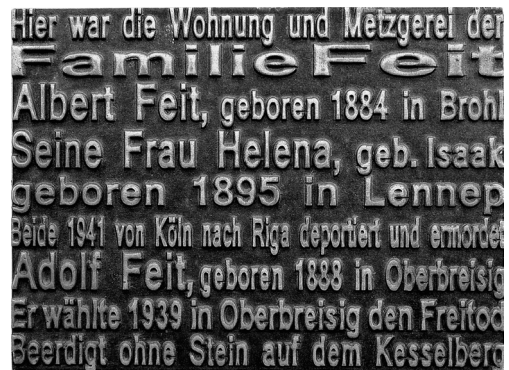 Hier war die Wohnung und Metzgerei der
Familie Feit
Albert Feit, geboren 1884 in Brohl
Seine Frau Helena, geb. Isaak
geboren 1895 in Lennep
Beide 1941 von Köln nach Riga deportiert und ermordet
Adolf Feit, geboren 1888 in Oberbreisig
Er wählte 1939 in Oberbreisig den Freitod
Beerdigt ohne Stein auf dem Kesselberg